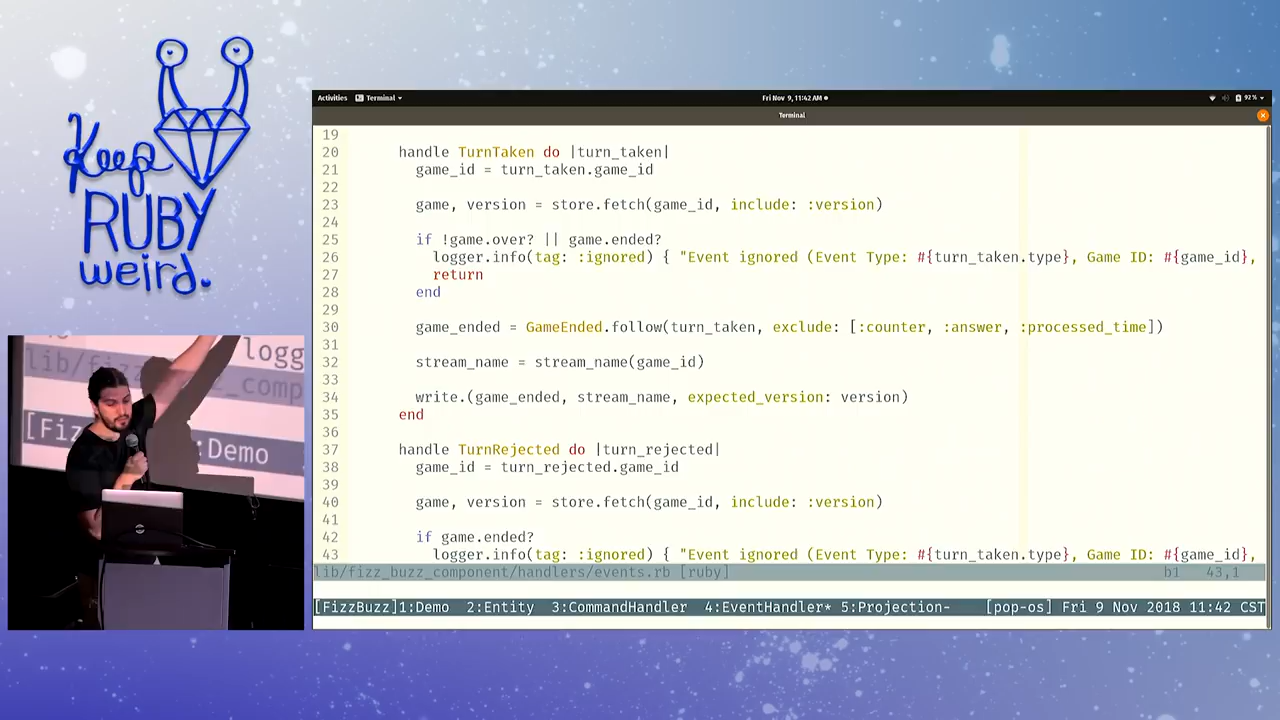 Keep
RUBY
weird.
Activities Terminal Fri Nov 9, 11:42 AM 92%
Terminal
19
20 handle TurnTaken do |turn_taken|
21 game_id = turn_taken.game_id
22
23 game, version = store.fetch(game_id, include: :version)
24
25 if !game.over? || game.ended?
26 logger.info(tag: :ignored) { "Event ignored (Event Type: #{turn_taken.type}, Game ID: #{game_id},
27 return
28 end
29
30 game_ended = GameEnded.follow(turn_taken, exclude: [:counter, :answer, :processed_time])
31
32 stream_name = stream_name(game_id)
33
34 write.(game_ended, stream_name, expected_version: version)
35 end
36
37 handle TurnRejected do |turn_rejected|
38 game_id = turn_rejected.game_id
39
40 game, version = store.fetch(game_id, include: :version)
41
42 if game.ended?
43 logger.info(tag: :ignored) { "Event ignored (Event Type: #{turn_taken.type}, Game ID: #{game_id},
lib/fizz_buzz_component/handlers/events.rb [ruby] b1 43,1
[FizzBuzz]1:Demo 2:Entity 3:CommandHandler 4:EventHandler* 5:Projection- [pop-os] Fri 9 Nov 2018 11:42 CST
logg
lib/fi z_comp
[Fiz :Demo